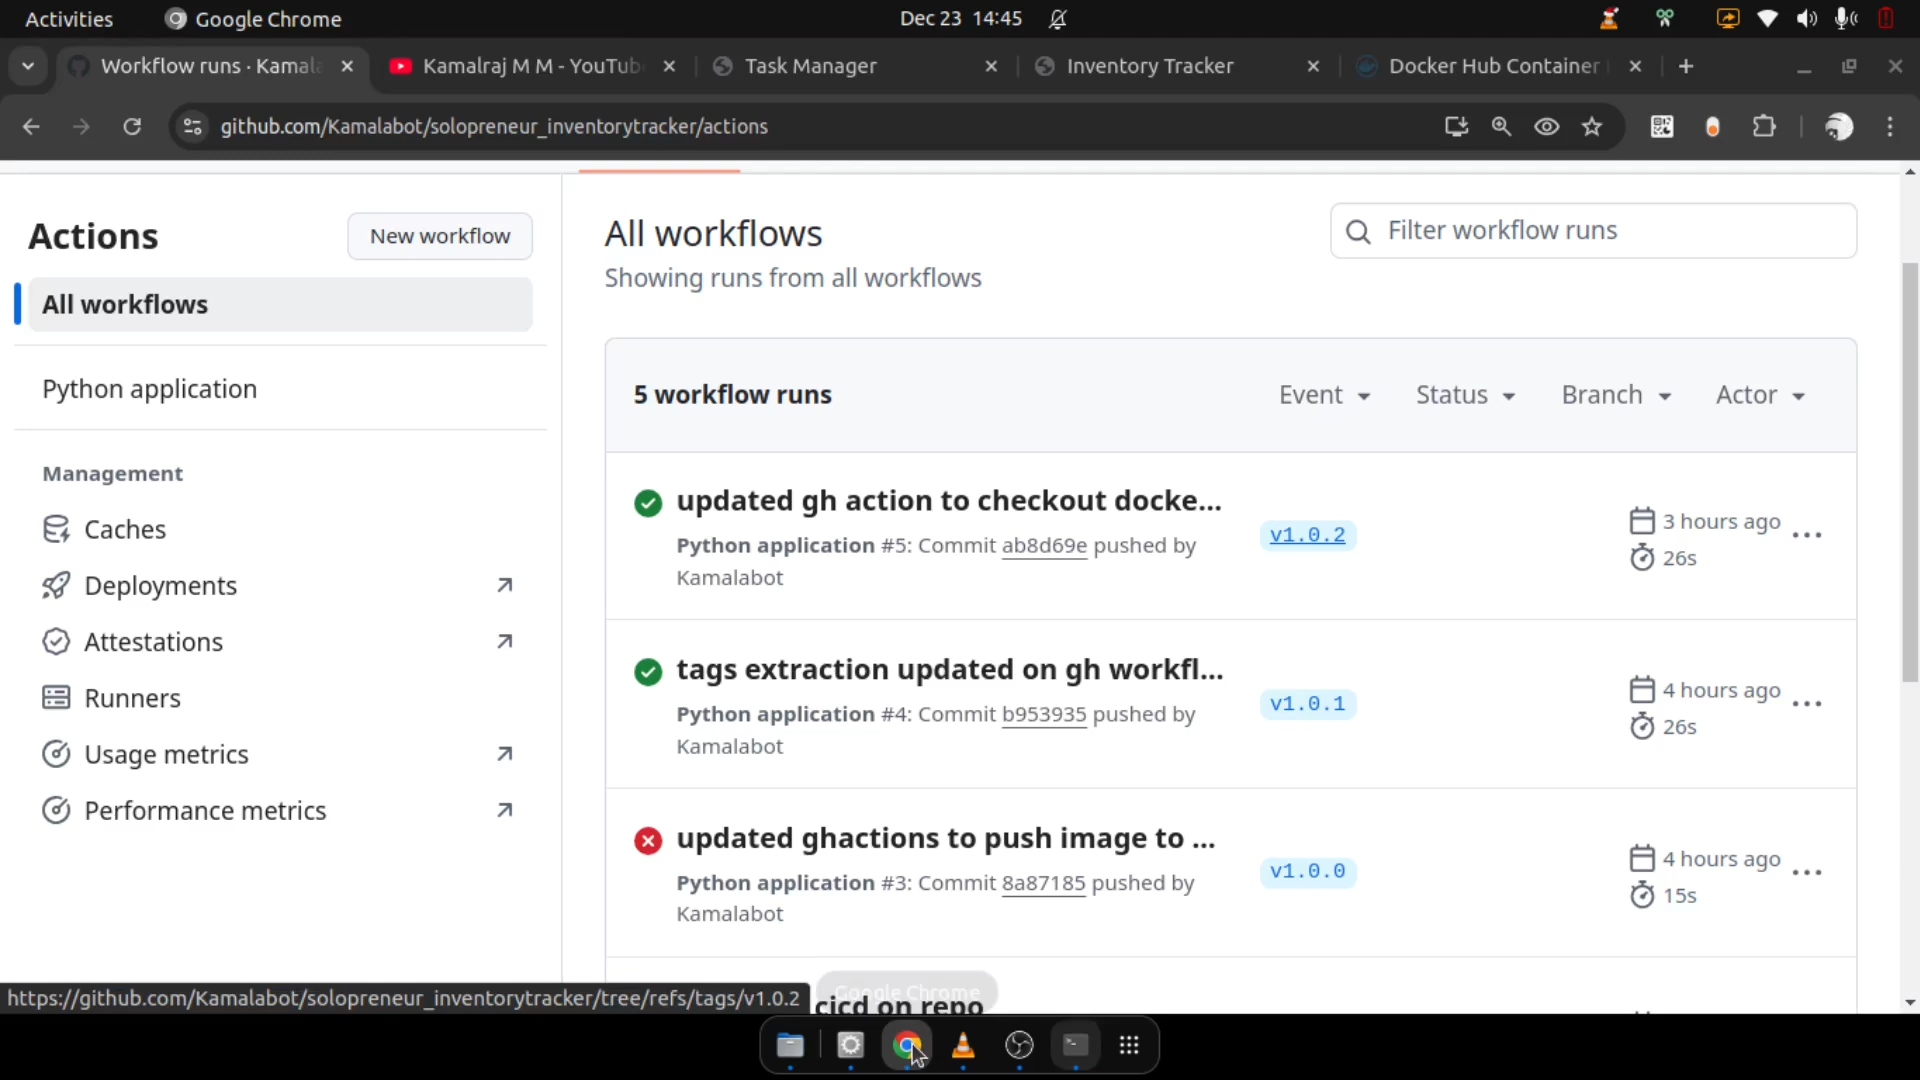 Activities
Google Chrome
Dec 23 14:45
Workflow runs · Kamala
Kamalraj M M - YouTub
Task Manager
Inventory Tracker
Docker Hub Container
github.com/Kamalabot/solopreneur_inventorytracker/actions
Actions
New workflow
All workflows
Python application
Management
Caches
Deployments
Attestations
Runners
Usage metrics
Performance metrics
All workflows
Showing runs from all workflows
Filter workflow runs
5 workflow runs
Event
Status
Branch
Actor
updated gh action to checkout docke...
Python application #5: Commit ab8d69e pushed by
Kamalabot
v1.0.2
3 hours ago
26s
tags extraction updated on gh workfl...
Python application #4: Commit b953935 pushed by
Kamalabot
v1.0.1
4 hours ago
26s
updated ghactions to push image to ...
Python application #3: Commit 8a87185 pushed by
Kamalabot
v1.0.0
4 hours ago
15s
cicd on repo
Google Chrome
https://github.com/Kamalabot/solopreneur_inventorytracker/tree/refs/tags/v1.0.2